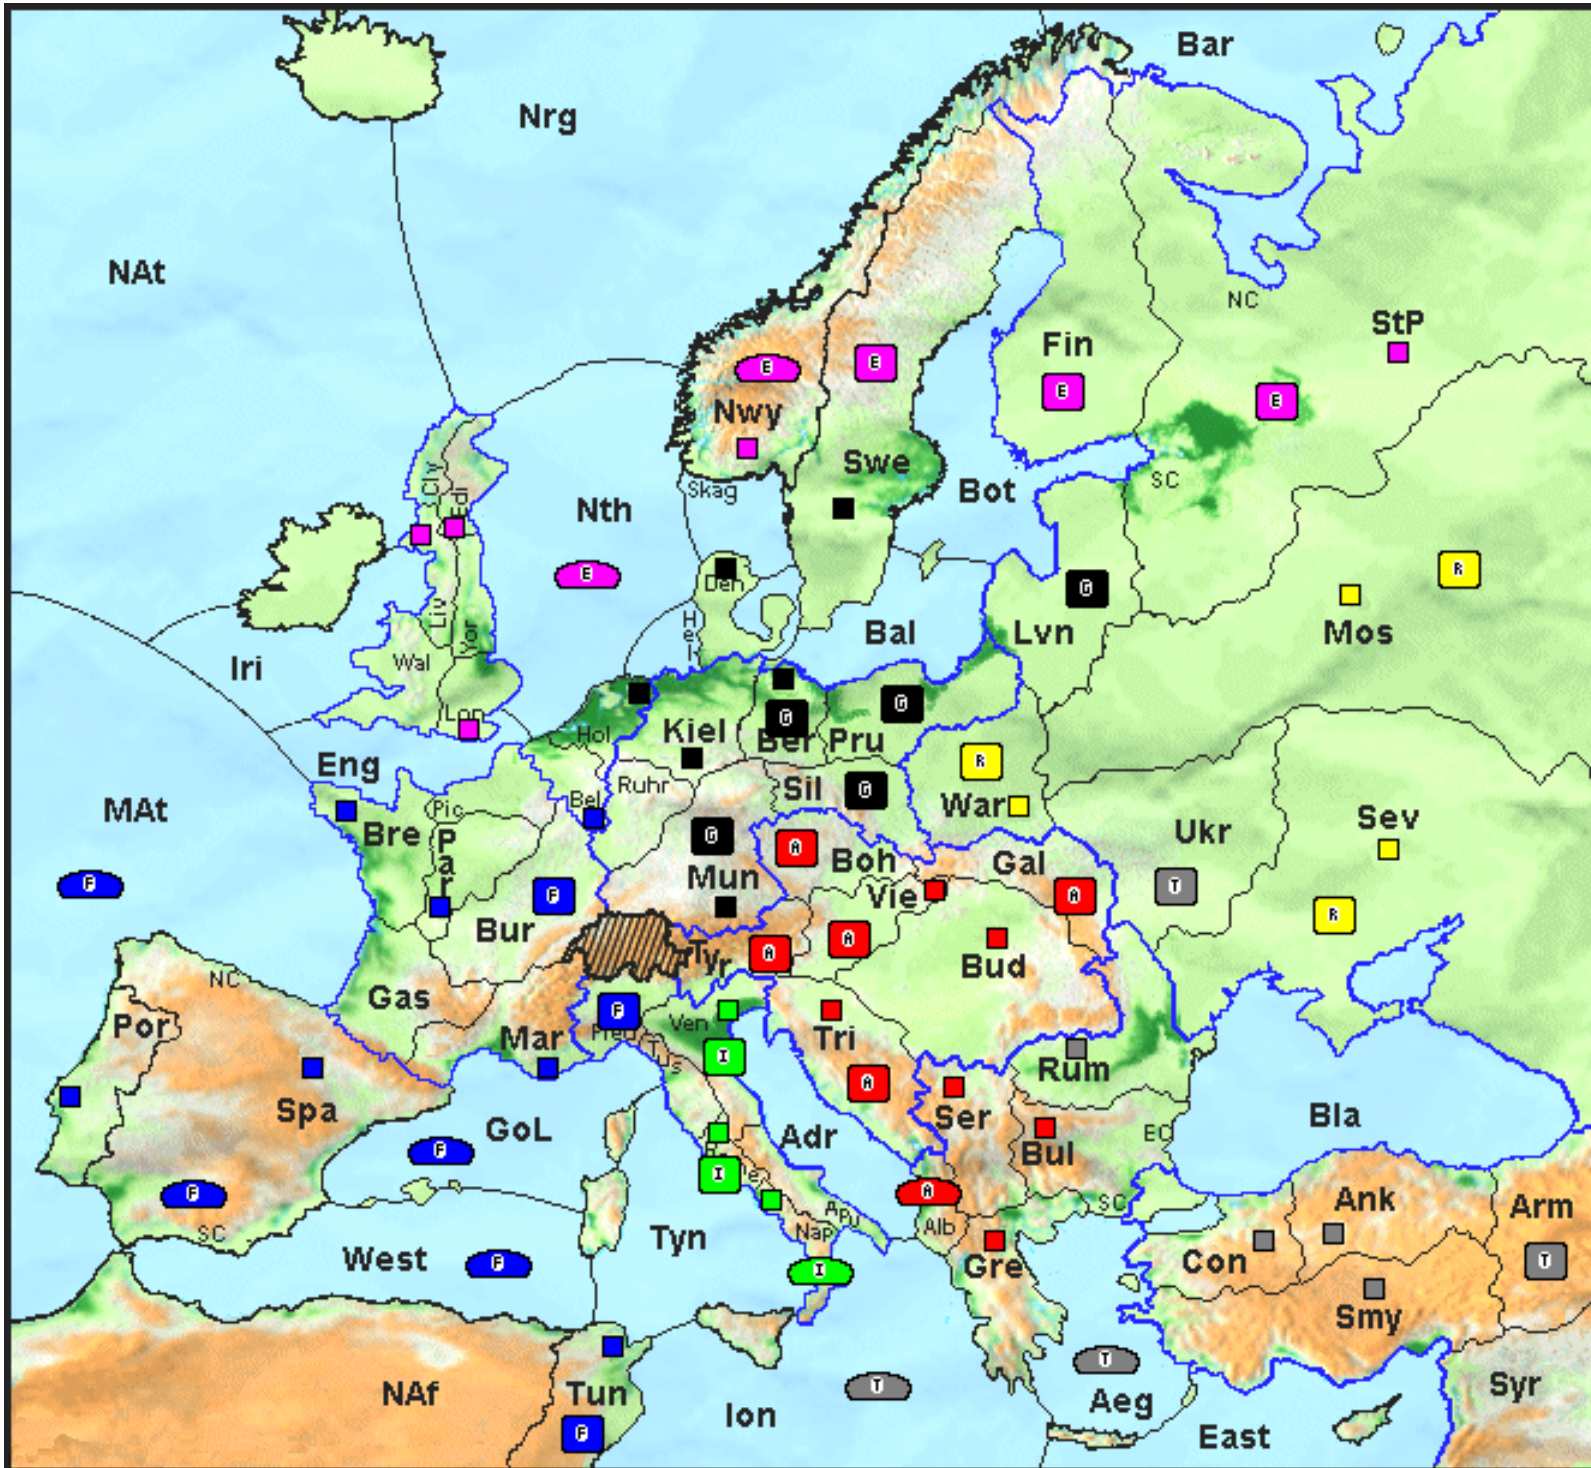 Bar
Nrg
NAt
NC
StP
Fin
E
E
E
E
Nwy
Swe
SC
Skag
Bot
Cly
Edi
Nth
E
R
Den
G
Hel
Bal
Lvn
Mos
Liv
Yor
Iri
Wal
Lon
Hol
Kiel
G
Ber
Pru
G
R
Eng
Ruhr
Sil
G
War
MAt
Pic
Bel
Bre
Par
G
A
Boh
Gal
Ukr
Sev
F
F
Mun
Vie
A
T
R
Bur
A
A
Tyr
Bud
NC
Gas
Por
Mar
F
Pied
Ven
Tri
Rum
Tus
I
A
Spa
GoL
Adr
Ser
Bul
EC
Bla
F
F
I
A
SC
Ank
Arm
SC
Apu
Nap
Alb
Tyn
West
F
I
Gre
Con
T
Smy
T
NAf
Tun
T
Ion
Aeg
Syr
F
East